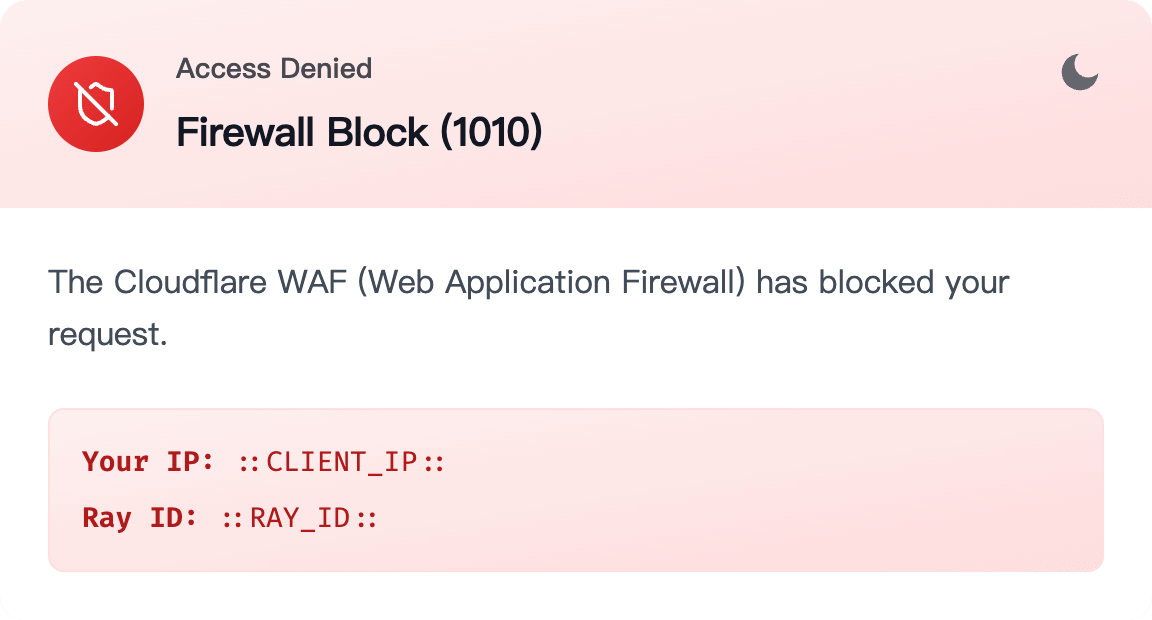 Access Denied
Firewall Block (1010)
The Cloudflare WAF (Web Application Firewall) has blocked your
request.
Your IP: ::CLIENT_IP::
Ray ID: ::RAY_ID::